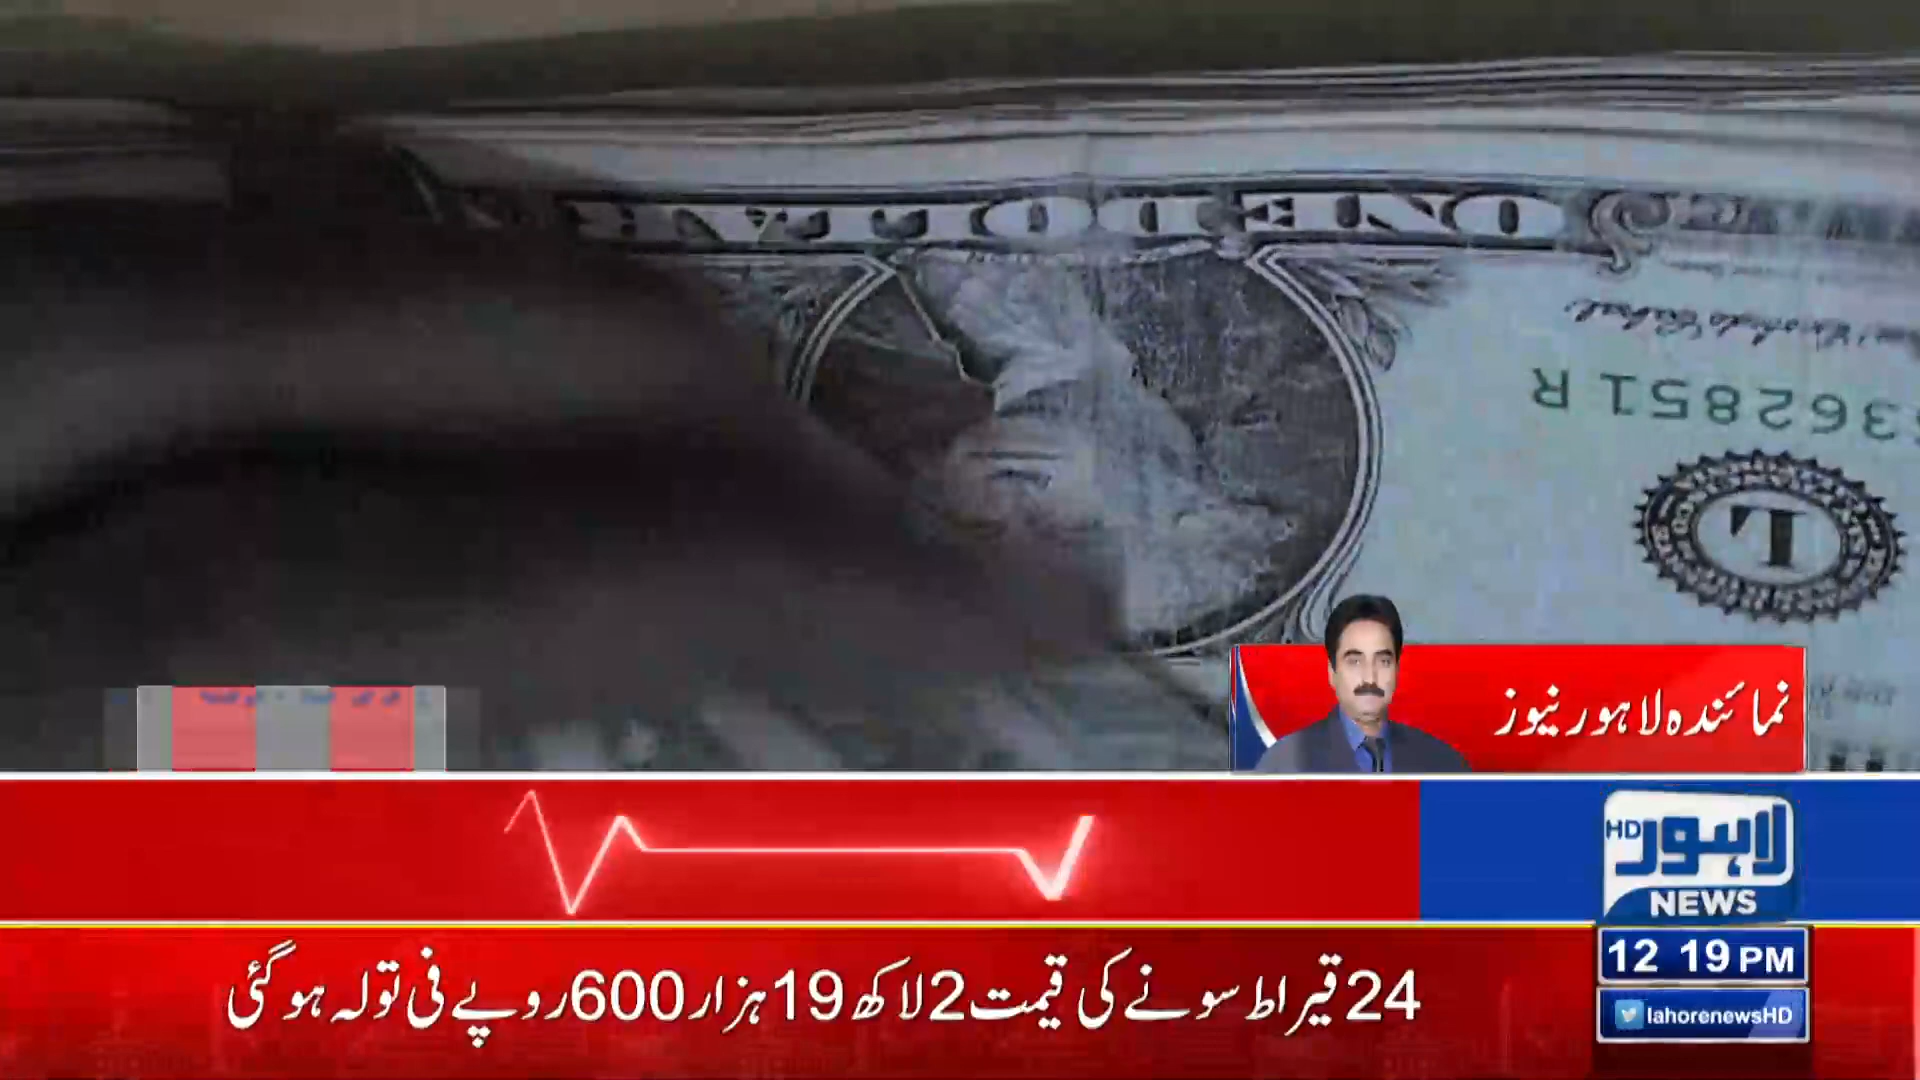 ONE DOLLAR
6362851 R
L
نمائندہ لاہور نیوز
لاہور HD
NEWS
24 قیراط سونے کی قیمت 2 لاکھ 19 ہزار 600 روپے فی تولہ ہوگئی
12 19 PM
lahorenewsHD